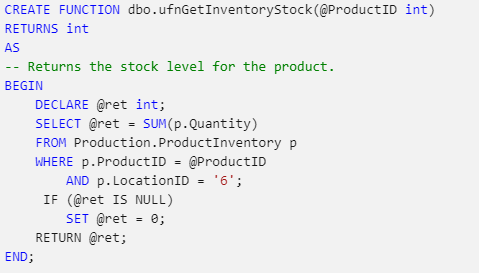 CREATE FUNCTION dbo.ufnGetInventoryStock(@ProductID int)
RETURNS int
AS
-- Returns the stock level for the product.
BEGIN
    DECLARE @ret int;
    SELECT @ret = SUM(p.Quantity)
    FROM Production.ProductInventory p
    WHERE p.ProductID = @ProductID
        AND p.LocationID = '6';
     IF (@ret IS NULL)
        SET @ret = 0;
    RETURN @ret;
END;